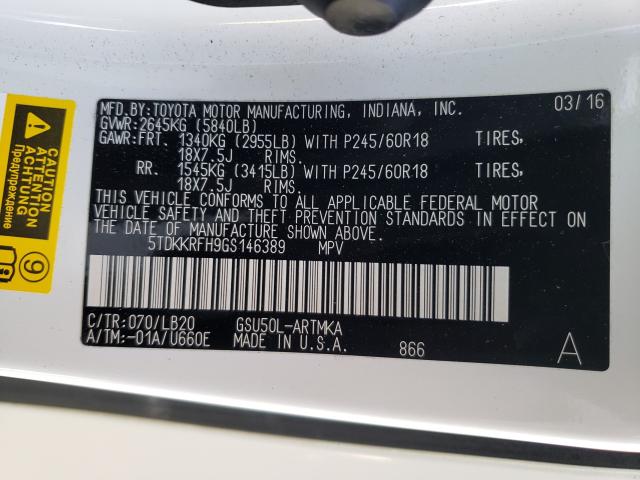 MFD. BY: TOYOTA MOTOR MANUFACTURING, INDIANA, INC. 03/16
GVWR: 2645KG (5840LB)
GAWR: FRT. 1340KG (2955LB) WITH P245/60R18 TIRES,
18X7.5J RIMS.
RR. 1545KG (3415LB) WITH P245/60R18 TIRES,
18X7.5J RIMS.
THIS VEHICLE CONFORMS TO ALL APPLICABLE FEDERAL MOTOR
VEHICLE SAFETY AND THEFT PREVENTION STANDARDS IN EFFECT ON
THE DATE OF MANUFACTURE SHOWN ABOVE.
5TDKKRFH9GS146389 MPV
C/TR: 070/LB20 GSU50L-ARTMKA
A/TM: -01A/U660E MADE IN U.S.A. 866 A
CAUTION
ATTENTION
ACHTUNG
Предупреждение
9